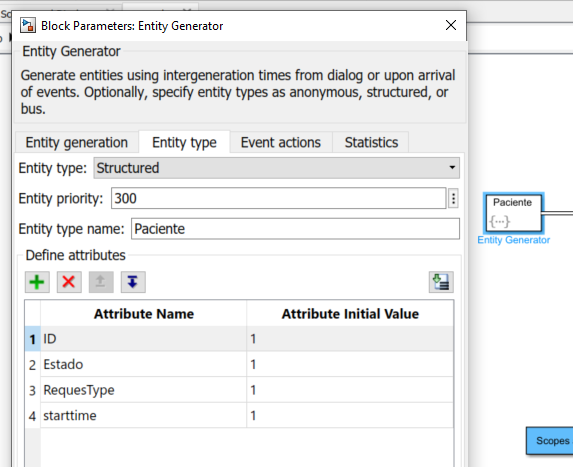 Block Parameters: Entity Generator
Entity Generator
Generate entities using intergeneration times from dialog or upon arrival
of events. Optionally, specify entity types as anonymous, structured, or
bus.
Entity generation Entity type Event actions Statistics
Entity type: Structured
Entity priority: 300
Entity type name: Paciente
Define attributes
Attribute Name Attribute Initial Value
1 ID 1
2 Estado 1
3 RequesType 1
4 starttime 1
Paciente
{...}
Entity Generator
Scopes